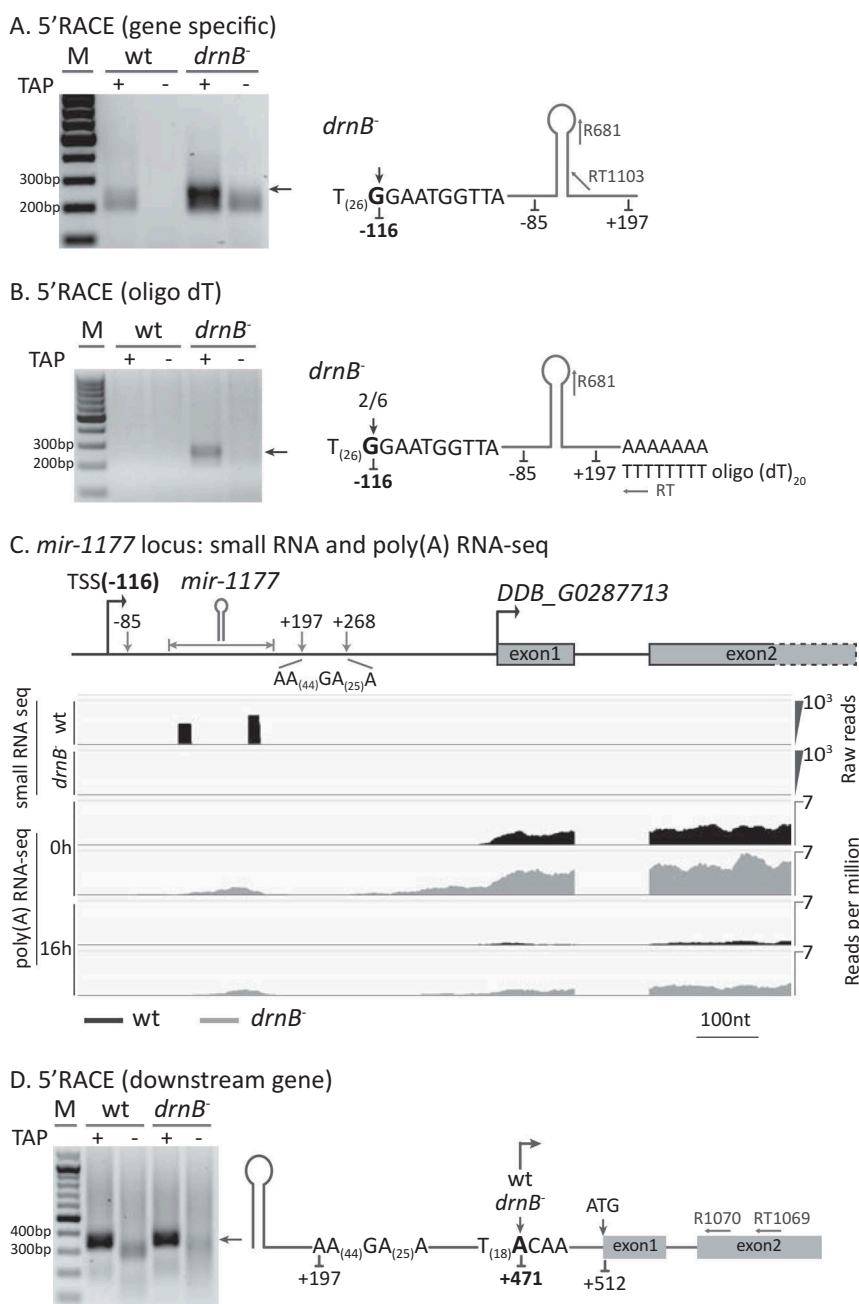 A. 5'RACE (gene specific)
M wt drnB-
TAP + - + -
300bp
200bp
drnB-
R681
RT1103
T(26)GGAATGGTTA
-116
-85
+197
B. 5'RACE (oligo dT)
M wt drnB-
TAP + - + -
300bp
200bp
drnB-
2/6
R681
T(26)GGAATGGTTA
AAAAAAA
-116
-85
+197
TTTTTTTT oligo (dT)20
RT
C. mir-1177 locus: small RNA and poly(A) RNA-seq
TSS(-116) mir-1177
DDB_G0287713
-85
+197
+268
exon1
exon2
AA(44)GA(25)A
small RNA seq
wt
drnB-
10³
10³
Raw reads
poly(A) RNA-seq
0h
16h
7
7
7
7
Reads per million
wt
drnB-
100nt
D. 5'RACE (downstream gene)
M wt drnB-
TAP + - + -
400bp
300bp
wt
drnB-
ATG
R1070
RT1069
AA(44)GA(25)A
T(18)ACAA
exon1
exon2
+197
+471
+512